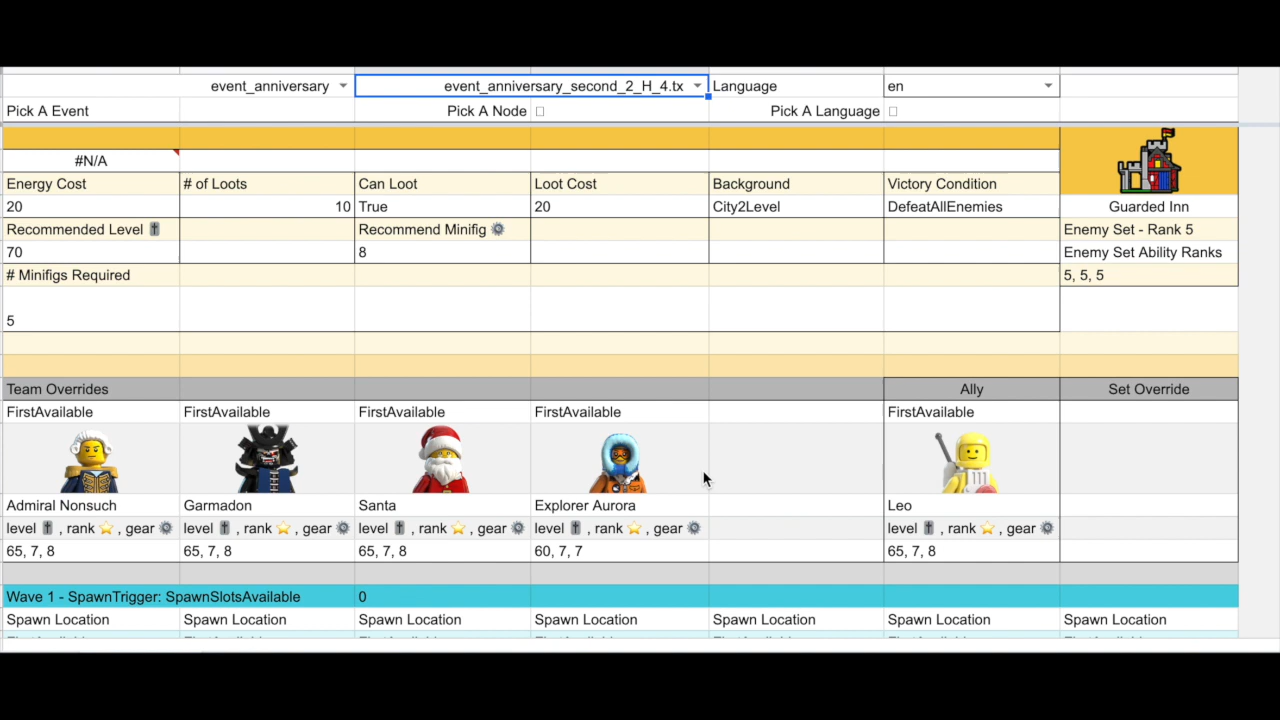 event_anniversary event_anniversary_second_2_H_4.tx Language en
Pick A Event Pick A Node Pick A Language
#N/A
Energy Cost # of Loots Can Loot Loot Cost Background Victory Condition
20 10 True 20 City2Level DefeatAllEnemies Guarded Inn
Recommended Level Recommend Minifig Enemy Set - Rank 5
70 8 Enemy Set Ability Ranks
# Minifigs Required 5, 5, 5
5
Team Overrides Ally Set Override
FirstAvailable FirstAvailable FirstAvailable FirstAvailable FirstAvailable
Admiral Nonsuch Garmadon Santa Explorer Aurora Leo
level , rank ⭐ , gear level , rank ⭐ , gear level , rank ⭐ , gear level , rank ⭐ , gear level , rank ⭐ , gear
65, 7, 8 65, 7, 8 65, 7, 8 60, 7, 7 65, 7, 8
Wave 1 - SpawnTrigger: SpawnSlotsAvailable 0
Spawn Location Spawn Location Spawn Location Spawn Location Spawn Location Spawn Location Spawn Location